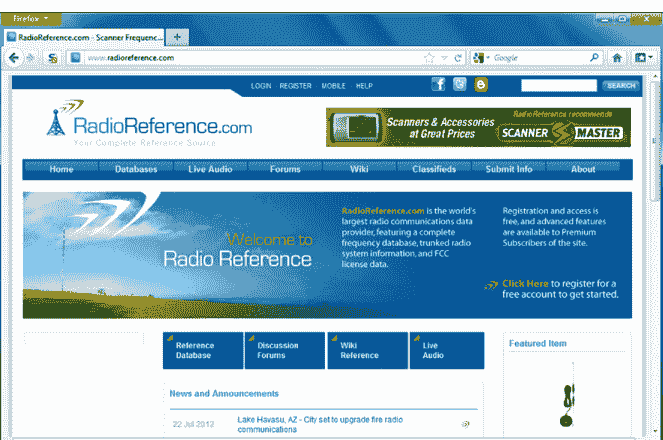 Firefox
RadioReference.com - Scanner Frequenc...
www.radioreference.com
Google
LOGIN REGISTER MOBILE HELP
SEARCH
RadioReference.com
Your Complete Reference Source
RadioReference recommends
Scanners & Accessories
at Great Prices
SCANNER MASTER
Home Databases Live Audio Forums Wiki Classifieds Submit Info About
Welcome to
Radio Reference
RadioReference.com is the world's
largest radio communications data
provider, featuring a complete
frequency database, trunked radio
system information, and FCC
license data.
Registration and access is
free, and advanced features
are available to Premium
Subscribers of the site.
Click Here to register for a
free account to get started.
Reference
Database
Discussion
Forums
Wiki
Reference
Live
Audio
Featured Item
News and Announcements
22 Jul 2012
Lake Havasu, AZ - City set to upgrade fire radio
communications